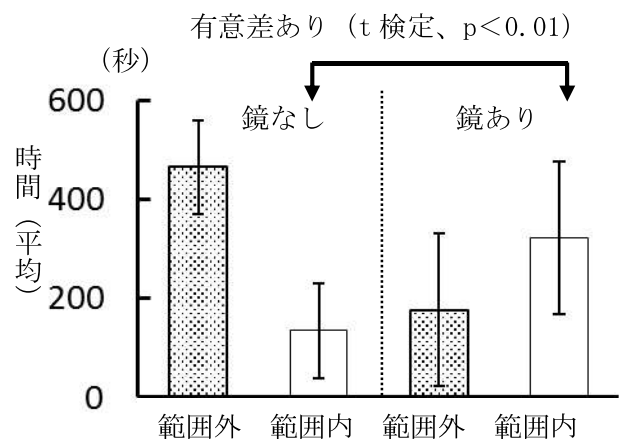 有意差あり（t 検定、p＜0.01）
（秒）
600
400
200
0
時間（平均）
鏡なし
鏡あり
範囲外
範囲内
範囲外
範囲内